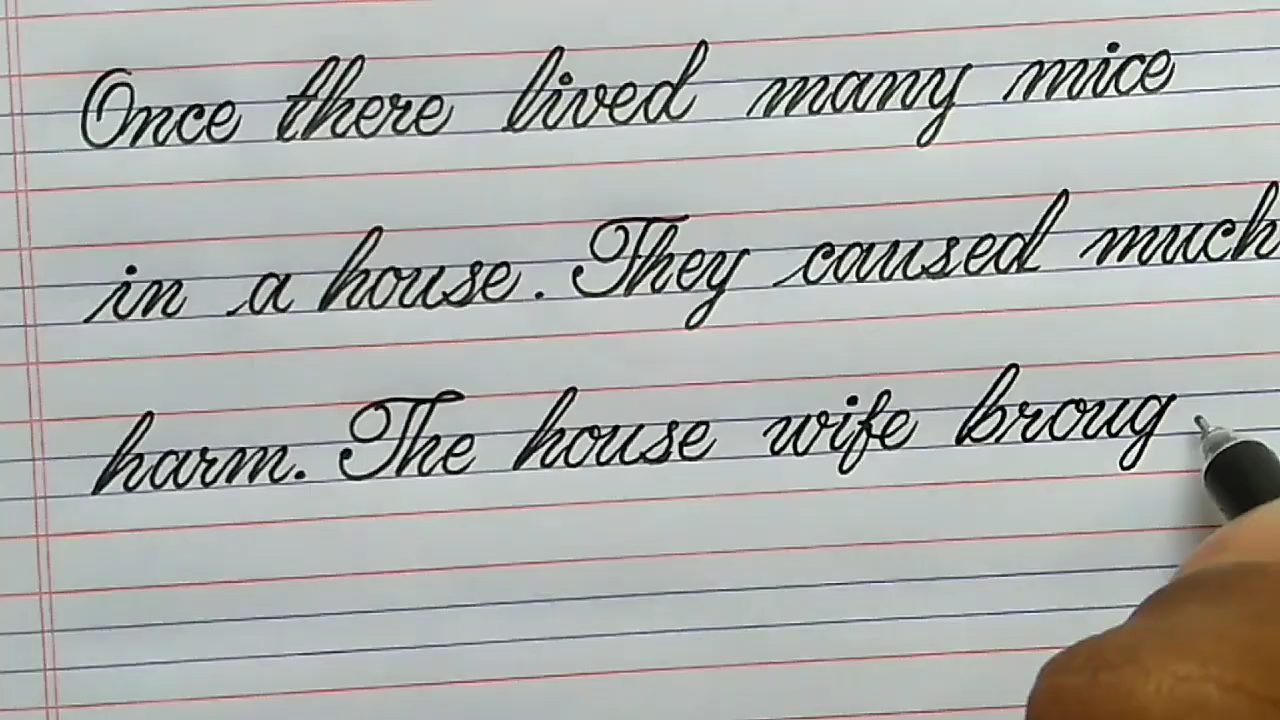 Once there lived many mice
in a house. They caused much
harm. The house wife broug